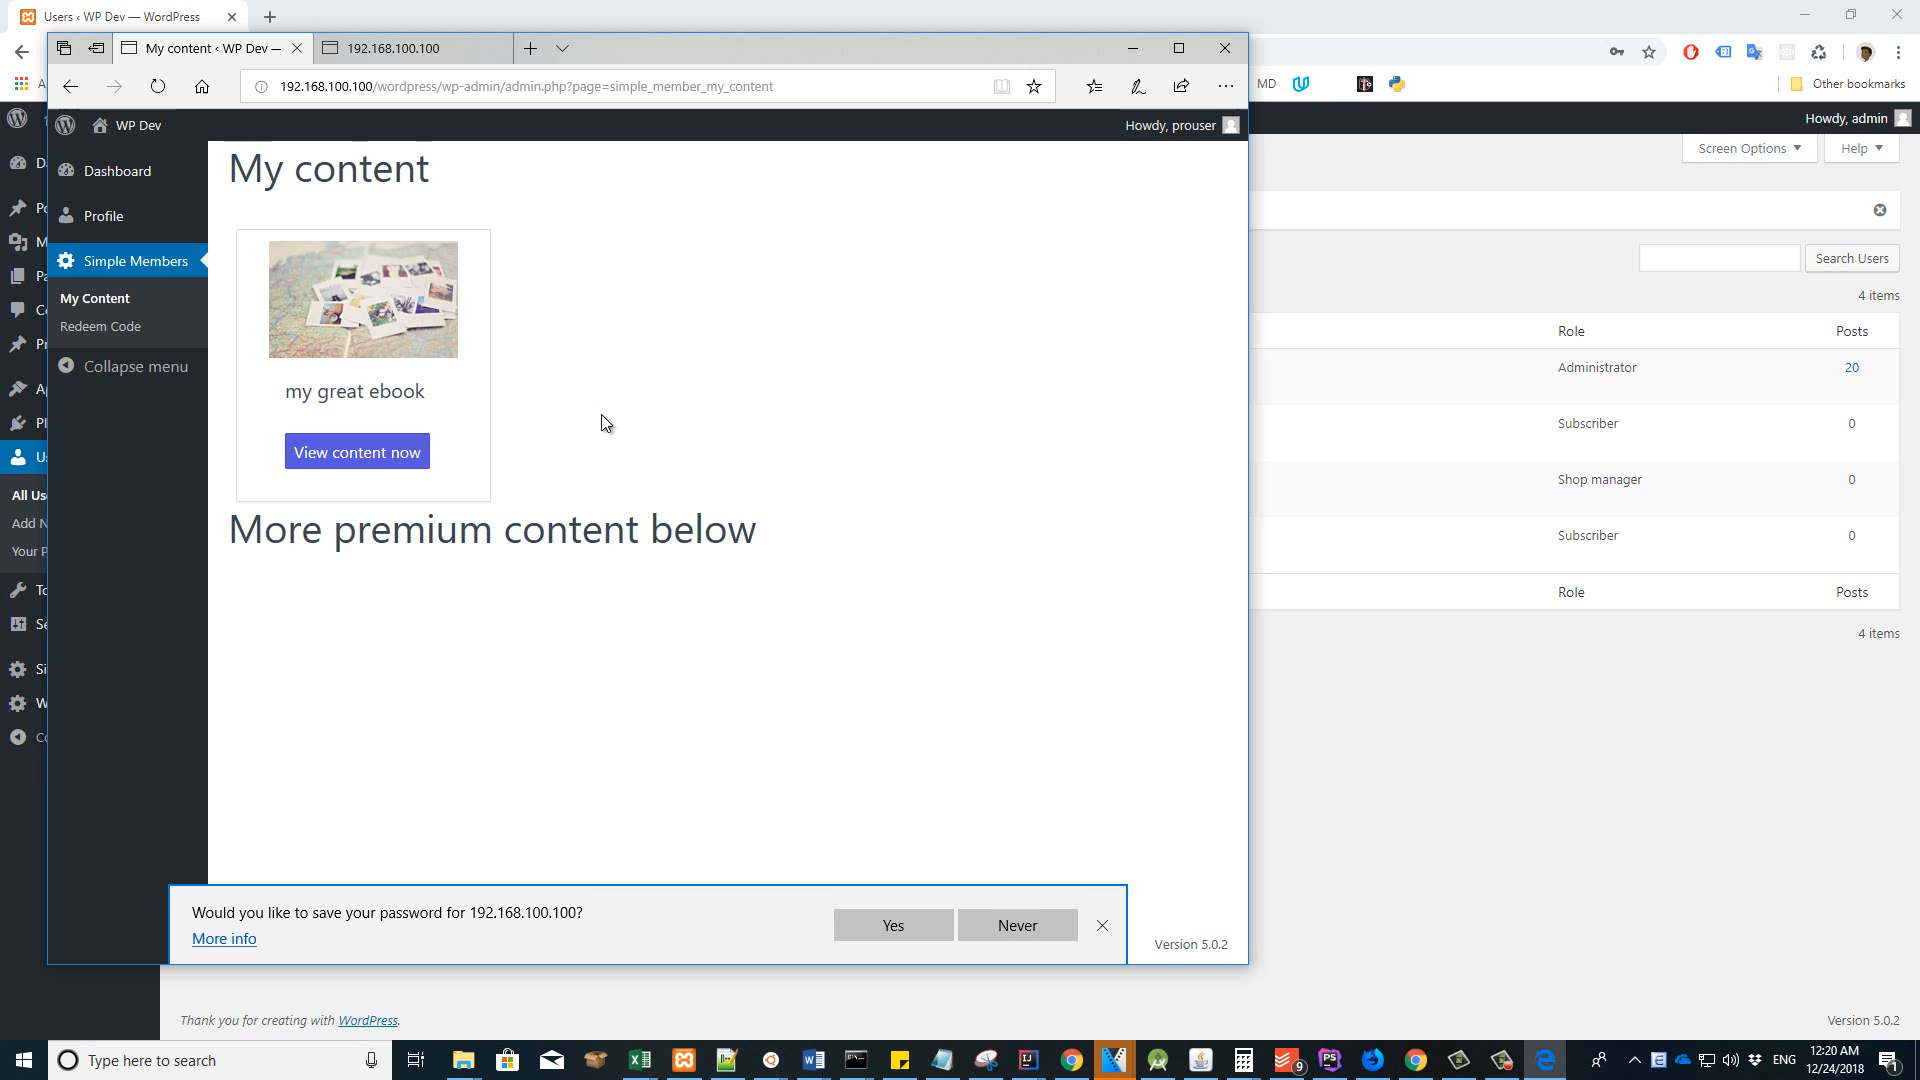 Users ‹ WP Dev — WordPress
My content ‹ WP Dev —
192.168.100.100
192.168.100.100/wordpress/wp-admin/admin.php?page=simple_member_my_content
MD
Other bookmarks
WP Dev
Howdy, prouser
Howdy, admin
Screen Options
Help
Dashboard
Profile
Simple Members
My Content
Redeem Code
Collapse menu
My content
my great ebook
View content now
More premium content below
Search Users
4 items
Role
Posts
Administrator
20
Subscriber
0
Shop manager
0
Subscriber
0
Role
Posts
4 items
All Us
Add N
Your P
Would you like to save your password for 192.168.100.100?
More info
Yes
Never
Version 5.0.2
Thank you for creating with WordPress.
Version 5.0.2
Type here to search
9
ENG
12:20 AM
12/24/2018
1